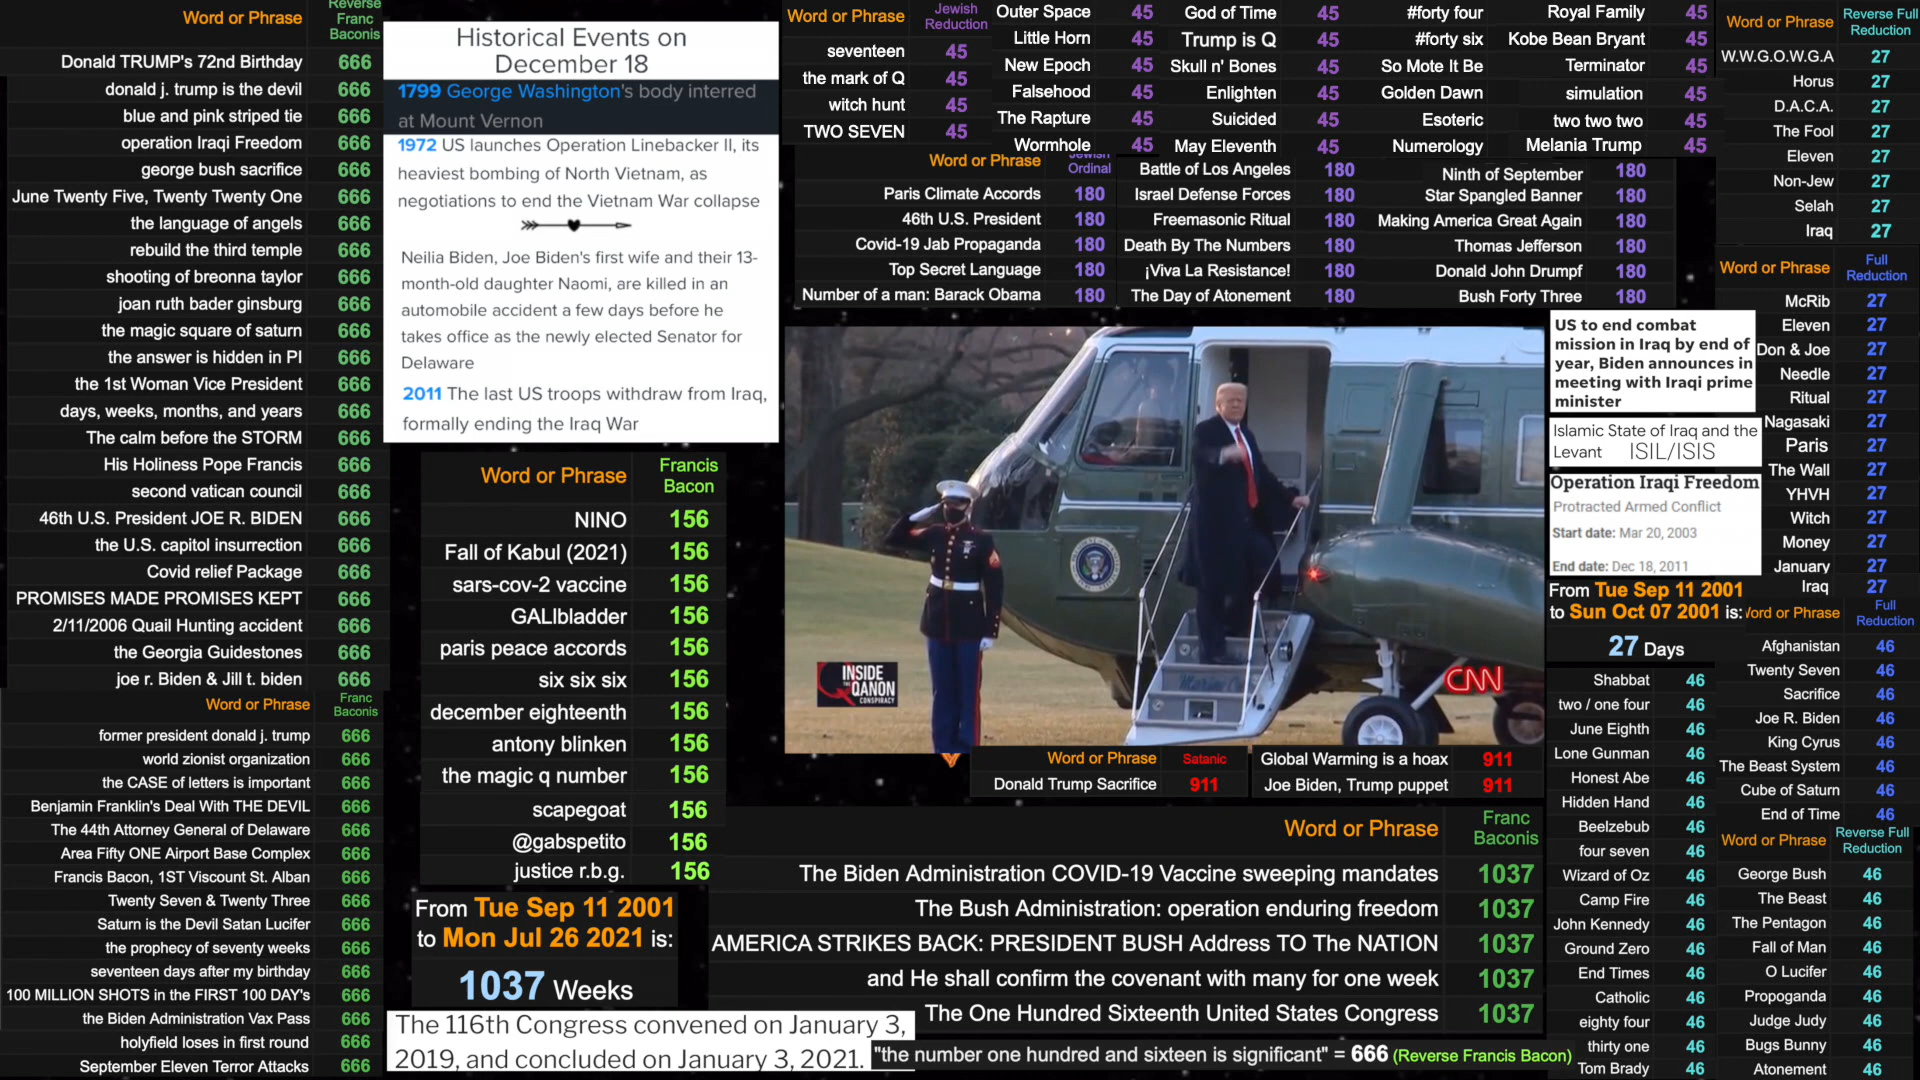 Word or Phrase
Reverse
Franc
Baconis
Donald TRUMP's 72nd Birthday 666
donald j. trump is the devil 666
blue and pink striped tie 666
operation Iraqi Freedom 666
george bush sacrifice 666
June Twenty Five, Twenty Twenty One 666
the language of angels 666
rebuild the third temple 666
shooting of breonna taylor 666
joan ruth bader ginsburg 666
the magic square of saturn 666
the answer is hidden in PI 666
the 1st Woman Vice President 666
days, weeks, months, and years 666
The calm before the STORM 666
His Holiness Pope Francis 666
second vatican council 666
46th U.S. President JOE R. BIDEN 666
the U.S. capitol insurrection 666
Covid relief Package 666
PROMISES MADE PROMISES KEPT 666
2/11/2006 Quail Hunting accident 666
the Georgia Guidestones 666
joe r. Biden & Jill t. biden 666
Word or Phrase
Franc
Baconis
former president donald j. trump 666
world zionist organization 666
the CASE of letters is important 666
Benjamin Franklin's Deal With THE DEVIL 666
The 44th Attorney General of Delaware 666
Area Fifty ONE Airport Base Complex 666
Francis Bacon, 1ST Viscount St. Alban 666
Twenty Seven & Twenty Three 666
Saturn is the Devil Satan Lucifer 666
the prophecy of seventy weeks 666
seventeen days after my birthday 666
100 MILLION SHOTS in the FIRST 100 DAY's 666
the Biden Administration Vax Pass 666
holyfield loses in first round 666
September Eleven Terror Attacks 666
Historical Events on
December 18
1799 George Washington's body interred
at Mount Vernon
1972 US launches Operation Linebacker II, its
heaviest bombing of North Vietnam, as
negotiations to end the Vietnam War collapse
Neilia Biden, Joe Biden's first wife and their 13-
month-old daughter Naomi, are killed in an
automobile accident a few days before he
takes office as the newly elected Senator for
Delaware
2011 The last US troops withdraw from Iraq,
formally ending the Iraq War
Word or Phrase
Francis
Bacon
NINO 156
Fall of Kabul (2021) 156
sars-cov-2 vaccine 156
GALlbladder 156
paris peace accords 156
six six six 156
december eighteenth 156
antony blinken 156
the magic q number 156
scapegoat 156
@gabspetito 156
justice r.b.g. 156
From Tue Sep 11 2001
to Mon Jul 26 2021 is:
1037 Weeks
The 116th Congress convened on January 3,
2019, and concluded on January 3, 2021.
Word or Phrase
Jewish
Reduction
seventeen 45
the mark of Q 45
witch hunt 45
TWO SEVEN 45
Outer Space 45
Little Horn 45
New Epoch 45
Falsehood 45
The Rapture 45
Wormhole 45
God of Time 45
Trump is Q 45
Skull n' Bones 45
Enlighten 45
Suicided 45
May Eleventh 45
#forty four
#forty six
So Mote It Be
Golden Dawn
Esoteric
Numerology
Royal Family 45
Kobe Bean Bryant 45
Terminator 45
simulation 45
two two two 45
Melania Trump 45
Word or Phrase
Jewish
Ordinal
Paris Climate Accords 180
46th U.S. President 180
Covid-19 Jab Propaganda 180
Top Secret Language 180
Number of a man: Barack Obama 180
Battle of Los Angeles 180
Israel Defense Forces 180
Freemasonic Ritual 180
Death By The Numbers 180
¡Viva La Resistance! 180
The Day of Atonement 180
Ninth of September 180
Star Spangled Banner 180
Making America Great Again 180
Thomas Jefferson 180
Donald John Drumpf 180
Bush Forty Three 180
INSIDE
THE QANON
CONSPIRACY
CNN
Word or Phrase Satanic
Donald Trump Sacrifice 911
Global Warming is a hoax 911
Joe Biden, Trump puppet 911
Word or Phrase
Franc
Baconis
The Biden Administration COVID-19 Vaccine sweeping mandates 1037
The Bush Administration: operation enduring freedom 1037
AMERICA STRIKES BACK: PRESIDENT BUSH Address TO The NATION 1037
and He shall confirm the covenant with many for one week 1037
The One Hundred Sixteenth United States Congress 1037
"the number one hundred and sixteen is significant" = 666 (Reverse Francis Bacon)
Word or Phrase
Reverse Full
Reduction
W.W.G.O.W.G.A 27
Horus 27
D.A.C.A. 27
The Fool 27
Eleven 27
Non-Jew 27
Selah 27
Iraq 27
Word or Phrase
Full
Reduction
McRib 27
Eleven 27
Don & Joe 27
Needle 27
Ritual 27
Nagasaki 27
Paris 27
The Wall 27
YHVH 27
Witch 27
Money 27
January 27
Iraq 27
US to end combat
mission in Iraq by end of
year, Biden announces in
meeting with Iraqi prime
minister
Islamic State of Iraq and the
Levant ISIL/ISIS
Operation Iraqi Freedom
Protracted Armed Conflict
Start date: Mar 20, 2003
End date: Dec 18, 2011
From Tue Sep 11 2001
to Sun Oct 07 2001 is:
27 Days
Shabbat 46
two / one four 46
June Eighth 46
Lone Gunman 46
Honest Abe 46
Hidden Hand 46
Beelzebub 46
four seven 46
Wizard of Oz 46
Camp Fire 46
John Kennedy 46
Ground Zero 46
End Times 46
Catholic 46
eighty four 46
thirty one 46
Tom Brady 46
Word or Phrase
Full
Reduction
Afghanistan 46
Twenty Seven 46
Sacrifice 46
Joe R. Biden 46
King Cyrus 46
The Beast System 46
Cube of Saturn 46
End of Time 46
Word or Phrase
Reverse Full
Reduction
George Bush 46
The Beast 46
The Pentagon 46
Fall of Man 46
O Lucifer 46
Propoganda 46
Judge Judy 46
Bugs Bunny 46
Atonement 46